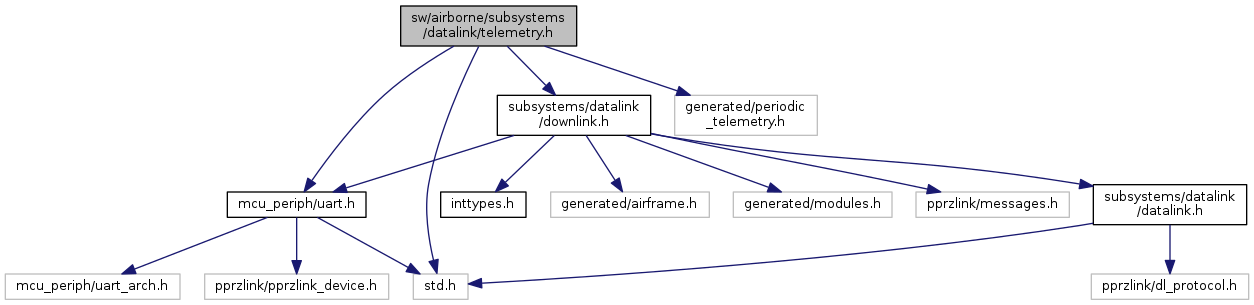 sw/airborne/subsystems
/datalink/telemetry.h
subsystems/datalink
/downlink.h
generated/periodic
_telemetry.h
mcu_periph/uart.h
inttypes.h
generated/airframe.h
generated/modules.h
pprzlink/messages.h
subsystems/datalink
/datalink.h
mcu_periph/uart_arch.h
pprzlink/pprzlink_device.h
std.h
pprzlink/dl_protocol.h